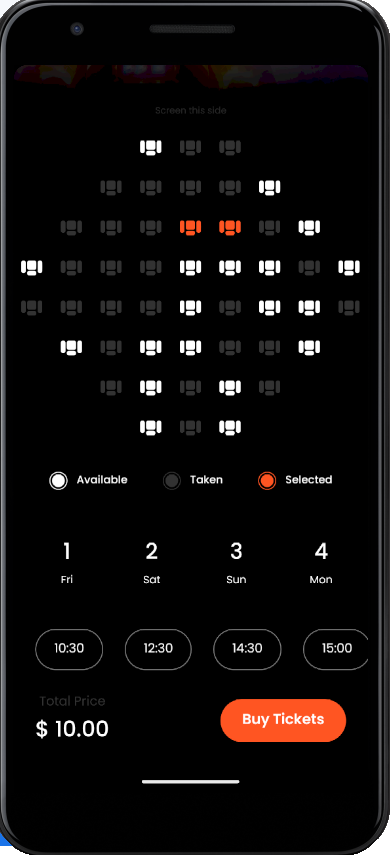 Screen this side
Available Taken Selected
1 2 3 4
Fri Sat Sun Mon
10:30 12:30 14:30 15:00
Total Price
$ 10.00
Buy Tickets